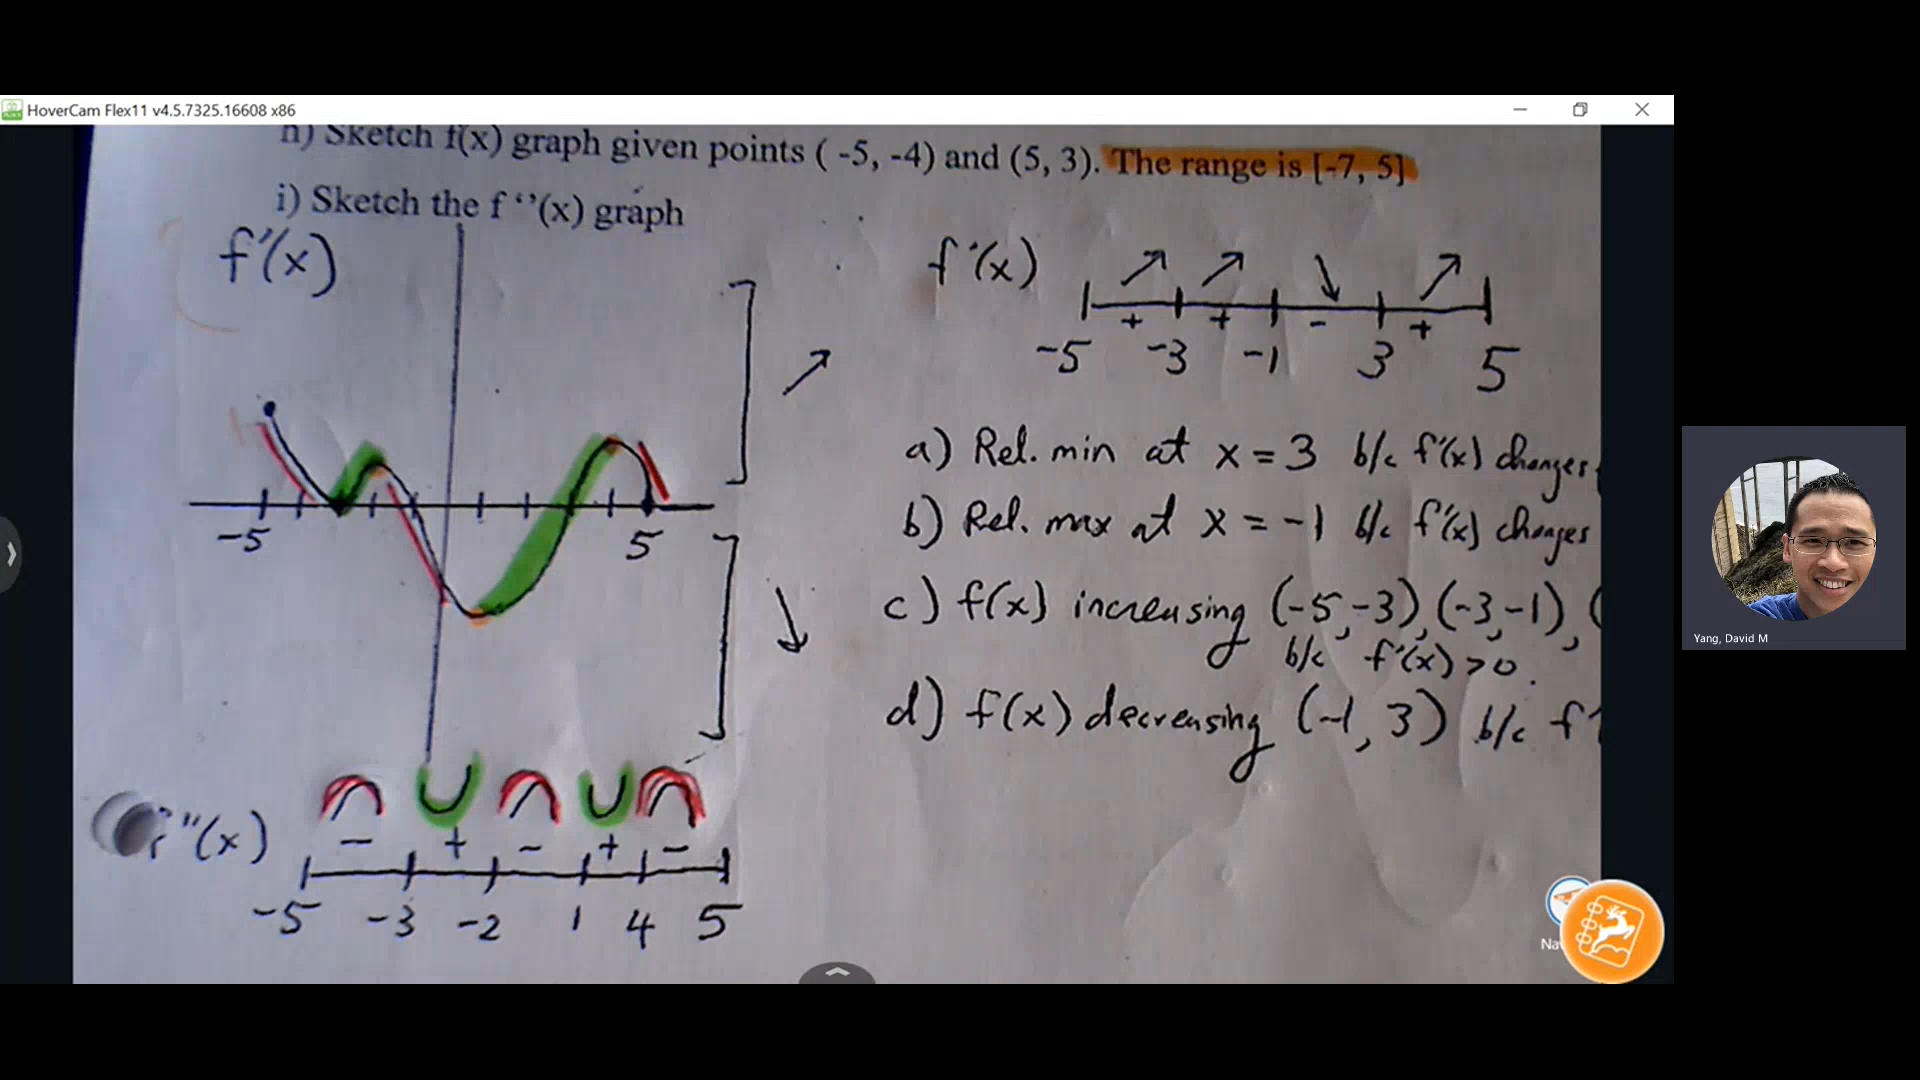 HoverCam Flex11 v4.5.7325.16608 x86
h) Sketch f(x) graph given points ( -5, -4) and (5, 3). The range is [-7, 5]
i) Sketch the f ‘’(x) graph
f'(x)
-5
5
f'(x)
+ + - +
-5 -3 -1 3 5
a) Rel. min at x = 3 b/c f'(x) changes
b) Rel. max at x = -1 b/c f'(x) changes
c) f(x) increasing (-5,-3), (-3,-1), (
b/c f'(x) > 0.
d) f(x) decreasing (-1, 3) b/c f'
f"(x)
- + - + -
-5 -3 -2 1 4 5
Yang, David M